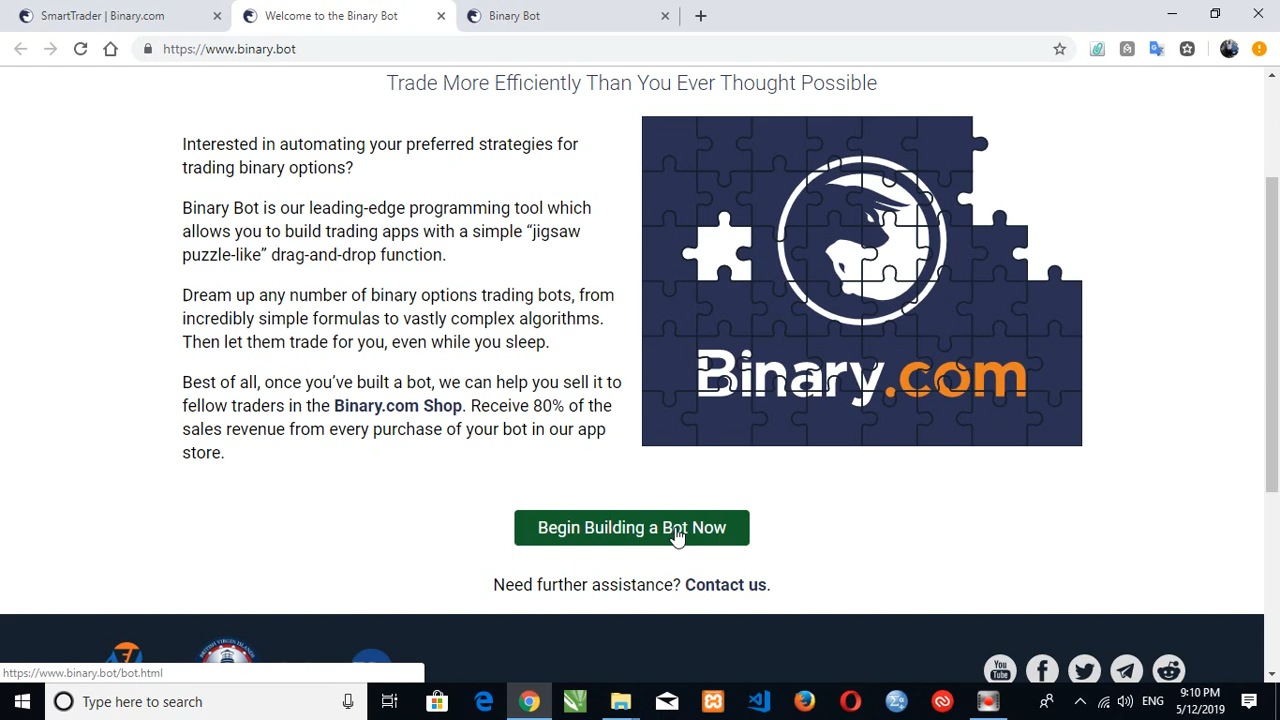 SmartTrader | Binary.com
Welcome to the Binary Bot
Binary Bot
https://www.binary.bot
Trade More Efficiently Than You Ever Thought Possible
Interested in automating your preferred strategies for
trading binary options?
Binary Bot is our leading-edge programming tool which
allows you to build trading apps with a simple “jigsaw
puzzle-like” drag-and-drop function.
Dream up any number of binary options trading bots, from
incredibly simple formulas to vastly complex algorithms.
Then let them trade for you, even while you sleep.
Best of all, once you’ve built a bot, we can help you sell it to
fellow traders in the Binary.com Shop. Receive 80% of the
sales revenue from every purchase of your bot in our app
store.
Binary.com
Begin Building a Bot Now
Need further assistance? Contact us.
BRITISH VIRGIN ISLANDS
You
Tube
https://www.binary.bot/bot.html
Type here to search
ENG
9:10 PM
5/12/2019